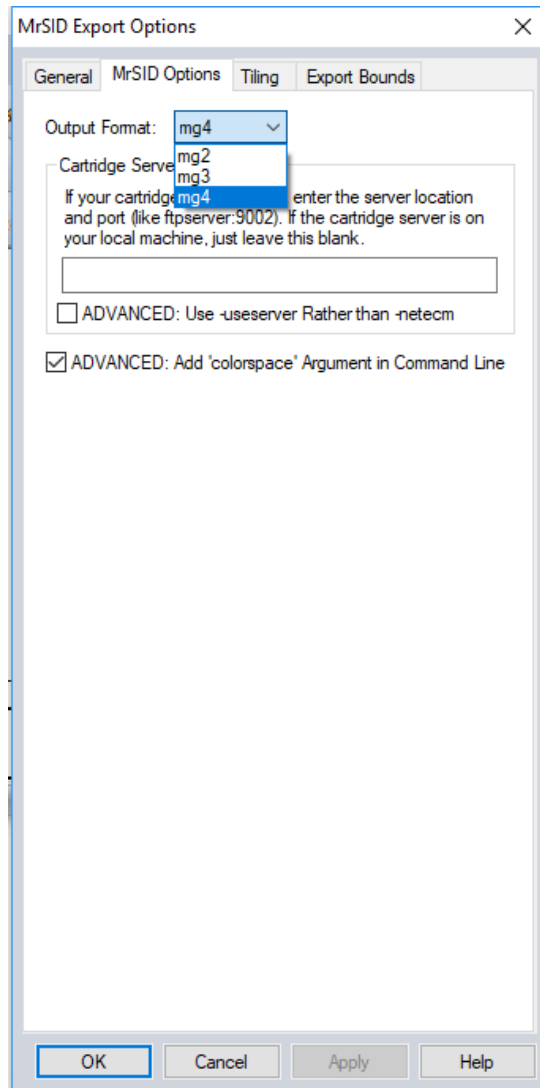 MrSID Export Options
General MrSID Options Tiling Export Bounds
Output Format: mg4
mg2
mg3
mg4
Cartridge Serve
If your cartridge enter the server location
and port (like ftpserver:9002). If the cartridge server is on
your local machine, just leave this blank.
ADVANCED: Use -useserver Rather than -netecm
ADVANCED: Add 'colorspace' Argument in Command Line
OK Cancel Apply Help